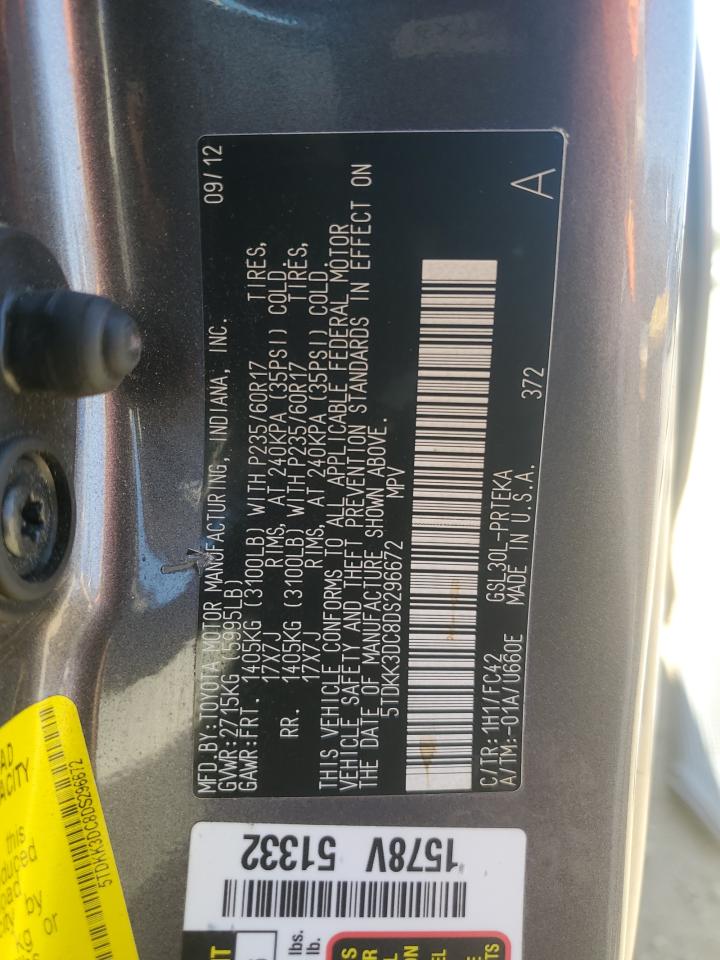 MFD.BY:TOYOTA MOTOR MANUFACTURING, INDIANA, INC. 09/12
GVWR:2715KG (5995LB)
GAWR:FRT. 1405KG (3100LB) WITH P235/60R17 TIRES,
17X7J RIMS, AT 240KPA (35PSI) COLD.
RR. 1405KG (3100LB) WITH P235/60R17 TIRES,
17X7J RIMS, AT 240KPA (35PSI) COLD.
THIS VEHICLE CONFORMS TO ALL APPLICABLE FEDERAL MOTOR
VEHICLE SAFETY AND THEFT PREVENTION STANDARDS IN EFFECT ON
THE DATE OF MANUFACTURE SHOWN ABOVE.
5TDKK3DC8DS296672 MPV
C/TR:1H1/FC42 GSL30L-PRTEKA 372
A/TM:-01A/U660E MADE IN U.S.A. A
5TDKK3DC8DS296672
this
or
1578V
51332
lbs.
lb.